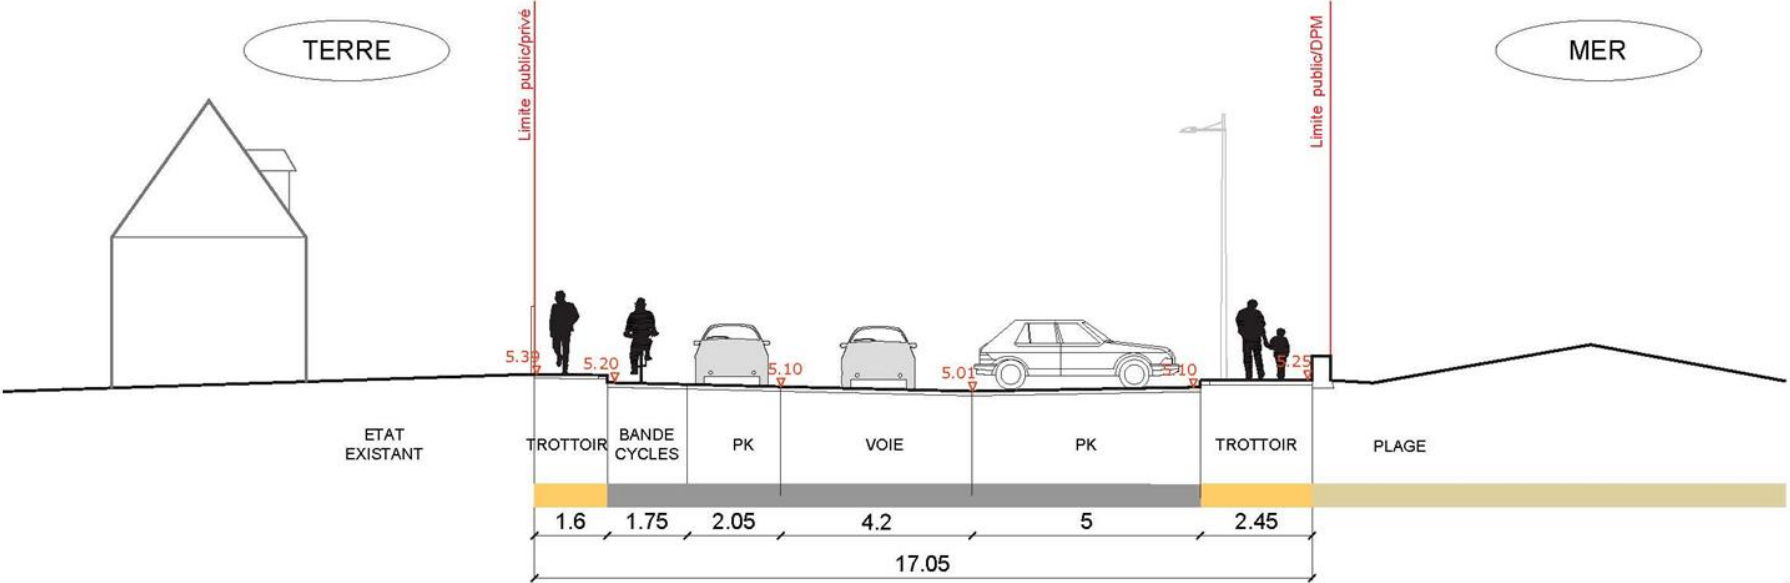 TERRE
MER
Limite public/privé
Limite public/DPM
5.39
5.20
5.10
5.01
5.10
5.25
ETAT
EXISTANT
TROTTOIR
BANDE
CYCLES
PK
VOIE
PK
TROTTOIR
PLAGE
1.6
1.75
2.05
4.2
5
2.45
17.05